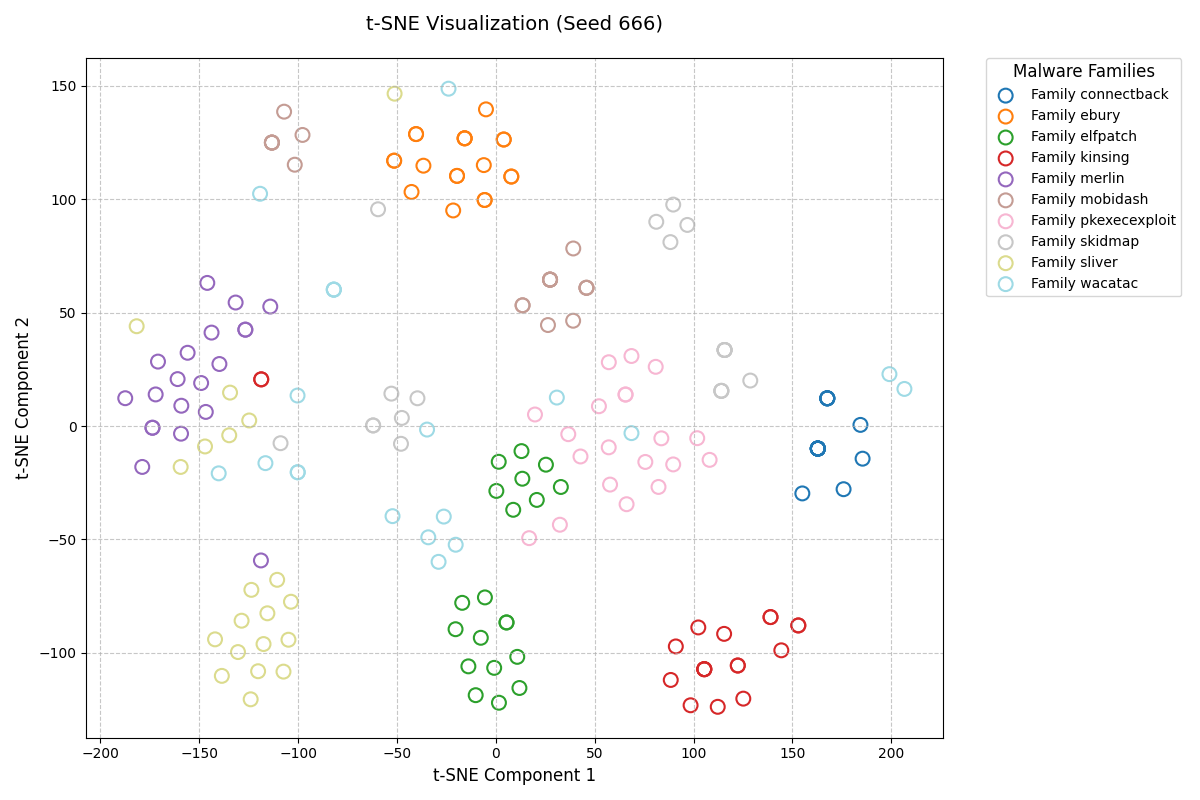 t-SNE Visualization (Seed 666)
t-SNE Component 2
150
100
50
0
−50
−100
−200
−150
−100
−50
0
50
100
150
200
t-SNE Component 1
Malware Families
Family connectback
Family ebury
Family elfpatch
Family kinsing
Family merlin
Family mobidash
Family pkexecexploit
Family skidmap
Family sliver
Family wacatac